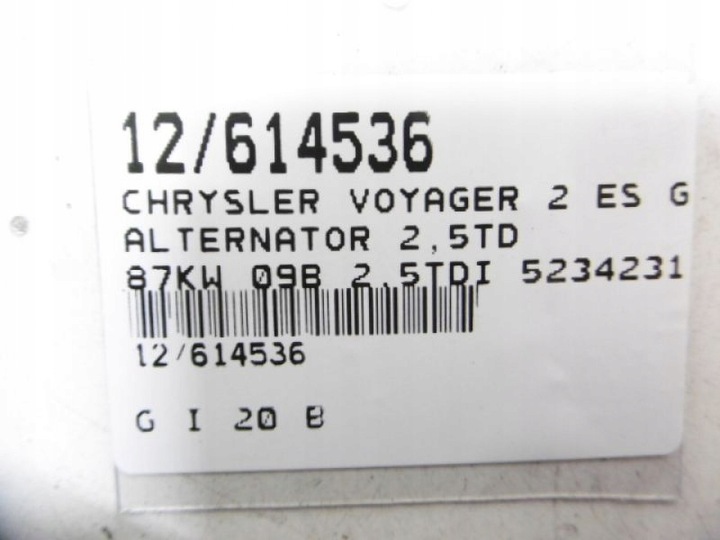 12/614536
CHRYSLER VOYAGER 2 ES G
ALTERNATOR 2,5TD
87KW 09B 2.5TDI 5234231
12/614536
G I 20 B